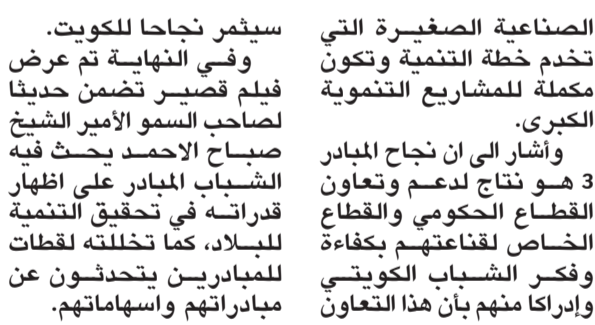 الصناعية الصغيرة التي
تخدم خطة التنمية وتكون
مكملة للمشاريع التنموية
الكبرى.
وأشار الى ان نجاح المبادر
3 هو نتاج لدعم وتعاون
القطاع الحكومي والقطاع
الخاص لقناعتهم بكفاءة
وفكر الشباب الكويتي
وإدراكا منهم بأن هذا التعاون
سيثمر نجاحا للكويت.
وفي النهاية تم عرض
فيلم قصير تضمن حديثا
لصاحب السمو الأمير الشيخ
صباح الاحمد يحث فيه
الشباب المبادر على اظهار
قدراته في تحقيق التنمية
للبلاد، كما تخللته لقطات
للمبادرين يتحدثون عن
مبادراتهم واسهاماتهم.